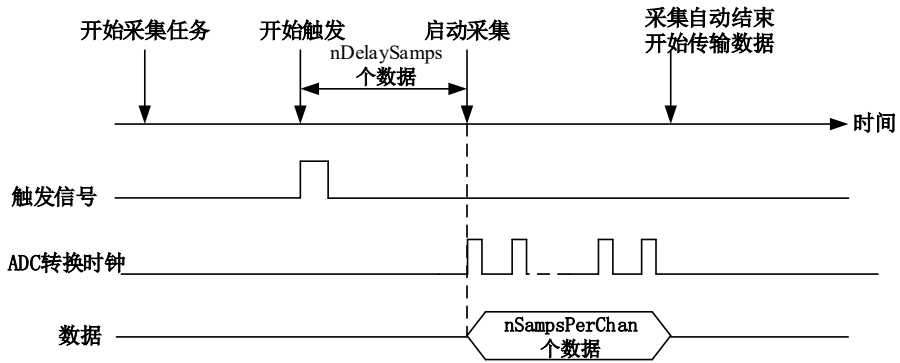 开始采集任务
开始触发
启动采集
采集自动结束
开始传输数据
nDelaySamps
个数据
时间
触发信号
ADC转换时钟
数据
nSampsPerChan
个数据